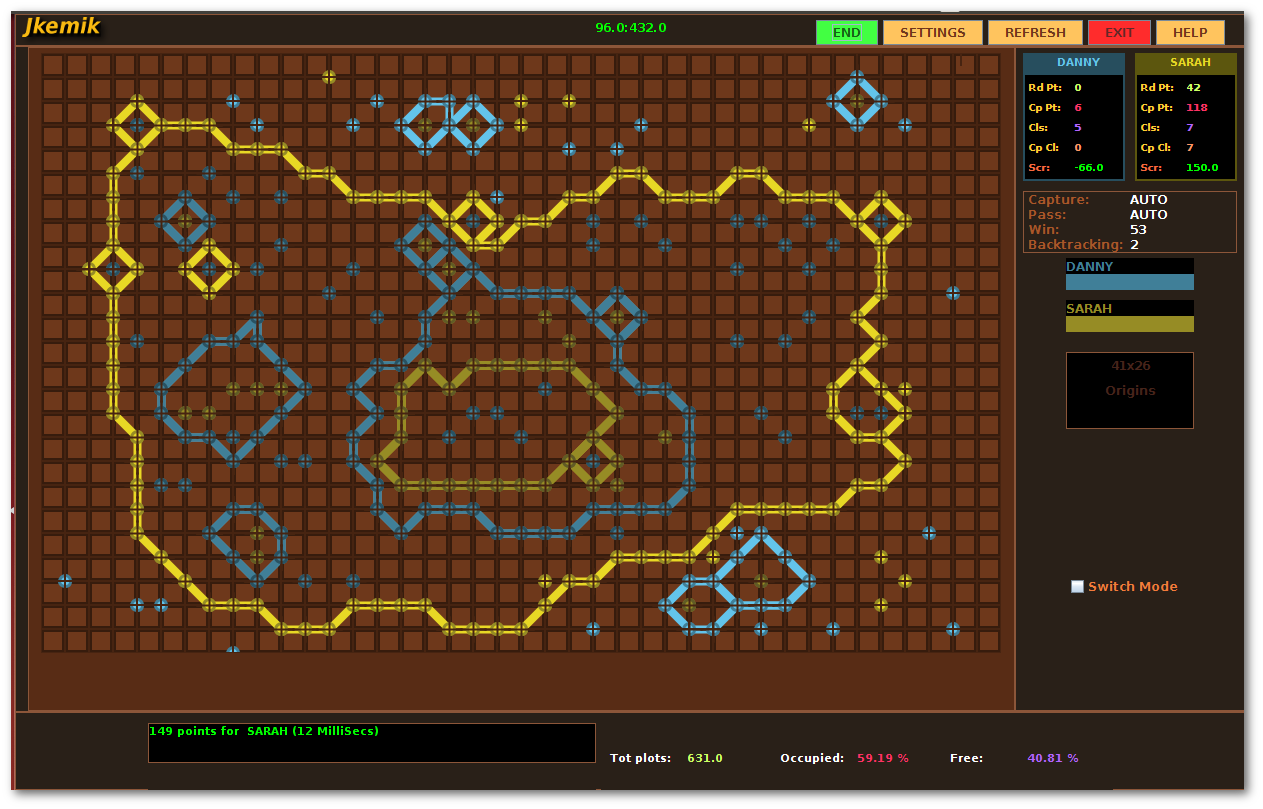 Jkemik
96.0:432.0
END SETTINGS REFRESH EXIT HELP
DANNY
Rd Pt: 0
Cp Pt: 6
Cls: 5
Cp Cl: 0
Scr: -66.0
SARAH
Rd Pt: 42
Cp Pt: 118
Cls: 7
Cp Cl: 7
Scr: 150.0
Capture: AUTO
Pass: AUTO
Win: 53
Backtracking: 2
DANNY
SARAH
41x26
Origins
Switch Mode
149 points for SARAH (12 MilliSecs)
Tot plots: 631.0 Occupied: 59.19 % Free: 40.81 %